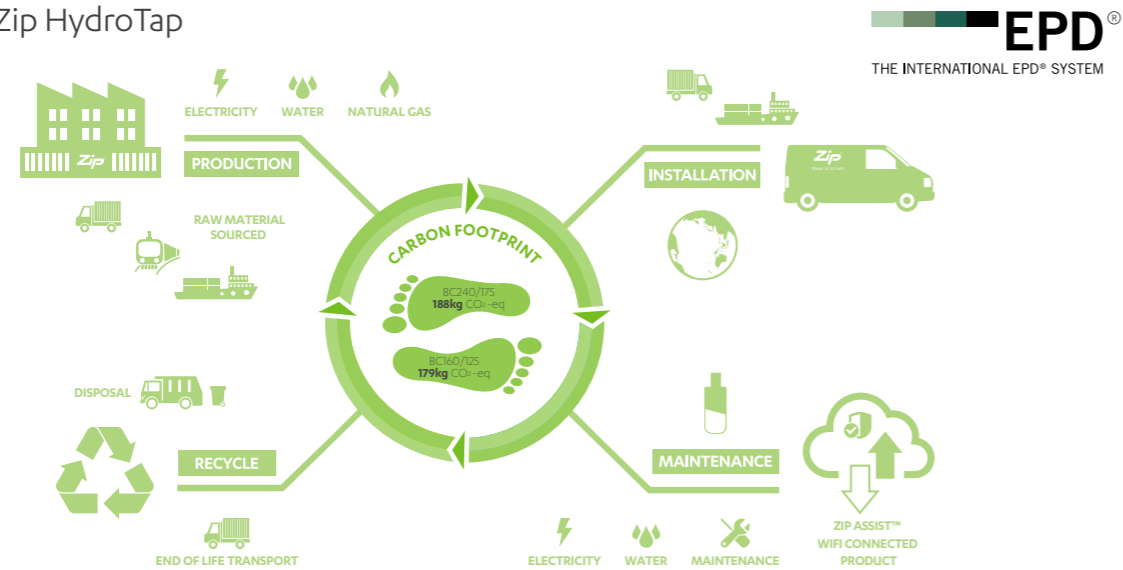 Zip HydroTap
EPD®
THE INTERNATIONAL EPD® SYSTEM
ELECTRICITY
WATER
NATURAL GAS
PRODUCTION
Zip
RAW MATERIAL
SOURCED
INSTALLATION
Zip
CARBON FOOTPRINT
BC240/175
188kg CO₂-eq
BC160/125
179kg CO₂-eq
DISPOSAL
RECYCLE
END OF LIFE TRANSPORT
MAINTENANCE
ELECTRICITY
WATER
MAINTENANCE
ZIP ASSIST™
WIFI CONNECTED
PRODUCT